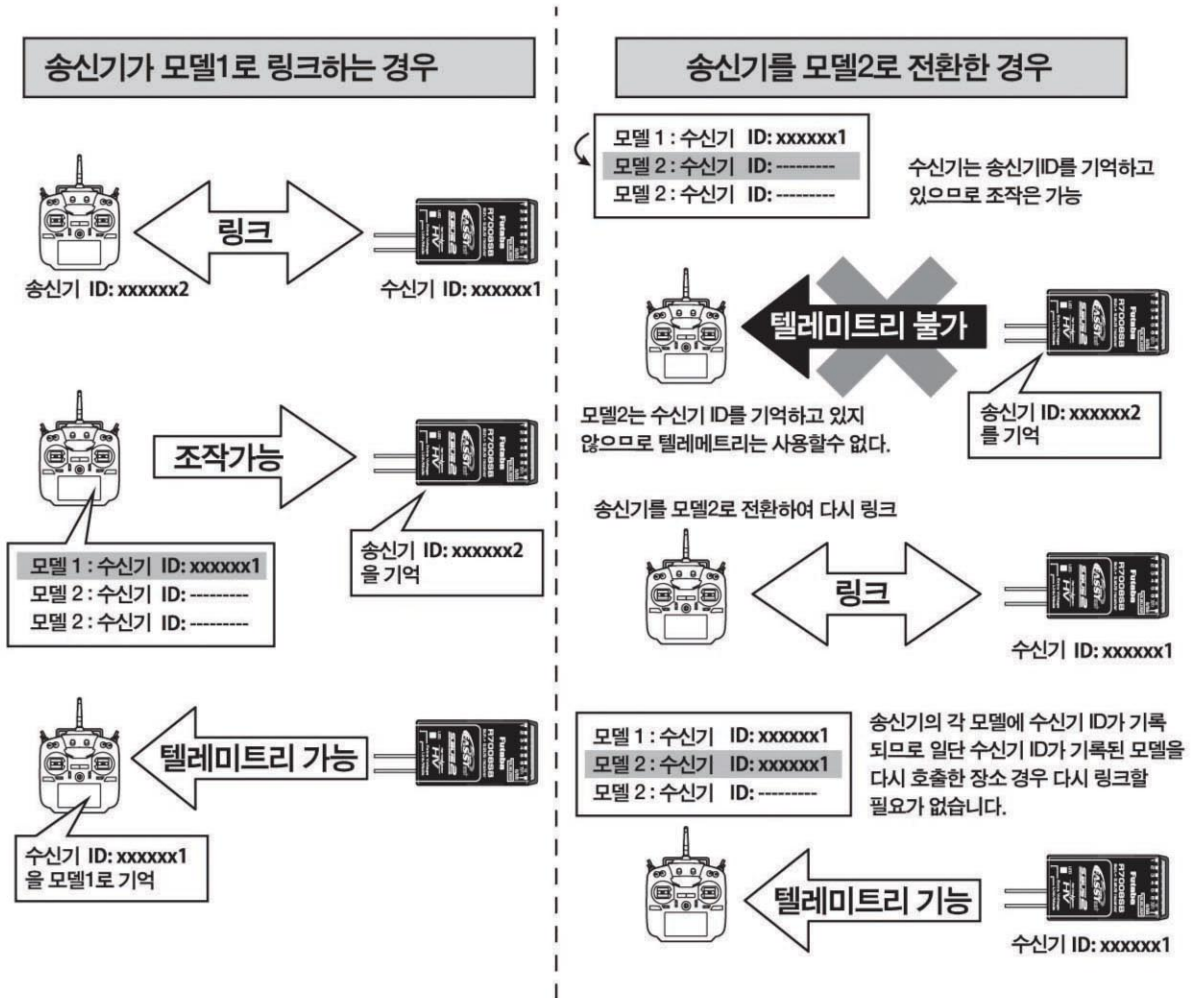 송신기가 모델1로 링크하는 경우
링크
송신기 ID: xxxxxx2
수신기 ID: xxxxxx1
Futaba
R7008SB
조작가능
Futaba
R7008SB
송신기 ID: xxxxxx2
을 기억
모델 1 : 수신기 ID: xxxxxx1
모델 2 : 수신기 ID: ---------
모델 2 : 수신기 ID: ---------
텔레미트리 가능
Futaba
R7008SB
수신기 ID: xxxxxx1
을 모델1로 기억
송신기를 모델2로 전환한 경우
모델 1 : 수신기 ID: xxxxxx1
모델 2 : 수신기 ID: ---------
모델 2 : 수신기 ID: ---------
수신기는 송신기ID를 기억하고
있으므로 조작은 가능
텔레미트리 불가
Futaba
R7008SB
모델2는 수신기 ID를 기억하고 있지
않으므로 텔레메트리는 사용할수 없다.
송신기 ID: xxxxxx2
를 기억
송신기를 모델2로 전환하여 다시 링크
링크
Futaba
R7008SB
수신기 ID: xxxxxx1
모델 1 : 수신기 ID: xxxxxx1
모델 2 : 수신기 ID: xxxxxx1
모델 2 : 수신기 ID: ---------
송신기의 각 모델에 수신기 ID가 기록
되므로 일단 수신기 ID가 기록된 모델을
다시 호출한 장소 경우 다시 링크할
필요가 없습니다.
텔레미트리 기능
Futaba
R7008SB
수신기 ID: xxxxxx1